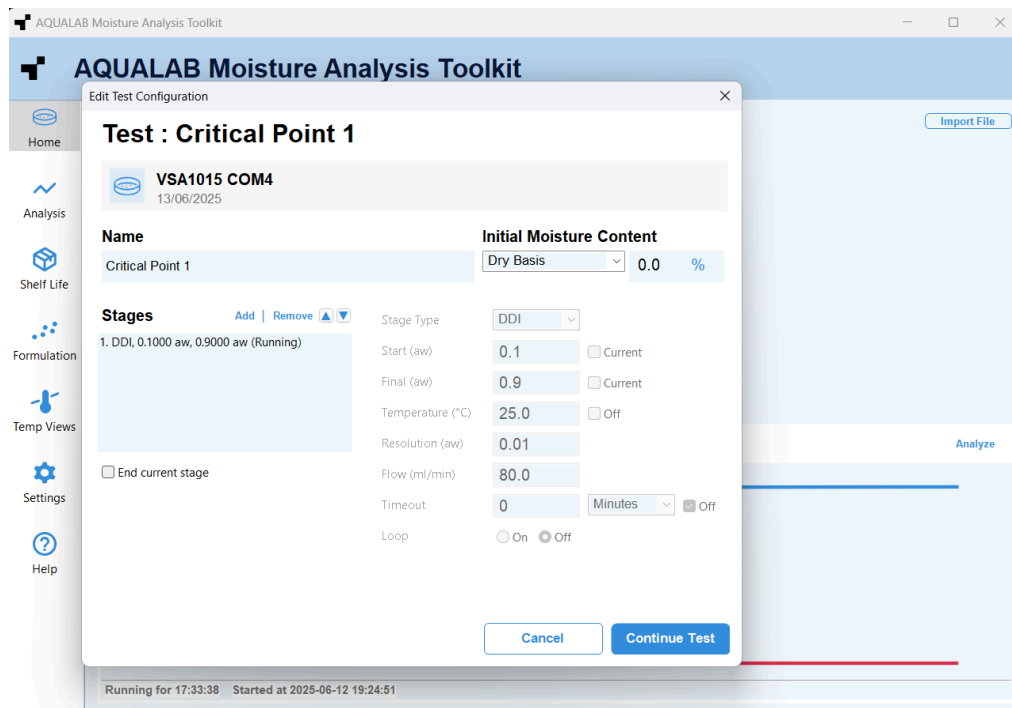 AQUALAB Moisture Analysis Toolkit
AQUALAB Moisture Analysis Toolkit
Home
Analysis
Shelf Life
Formulation
Temp Views
Settings
Help
Import File
Edit Test Configuration
Test : Critical Point 1
VSA1015 COM4
13/06/2025
Name
Initial Moisture Content
Critical Point 1
Dry Basis
0.0 %
Stages
Add | Remove
1. DDI, 0.1000 aw, 0.9000 aw (Running)
End current stage
Stage Type DDI
Start (aw) 0.1 Current
Final (aw) 0.9 Current
Temperature (°C) 25.0 Off
Resolution (aw) 0.01
Flow (ml/min) 80.0
Timeout 0 Minutes Off
Loop On Off
Cancel
Continue Test
Analyze
Running for 17:33:38 Started at 2025-06-12 19:24:51